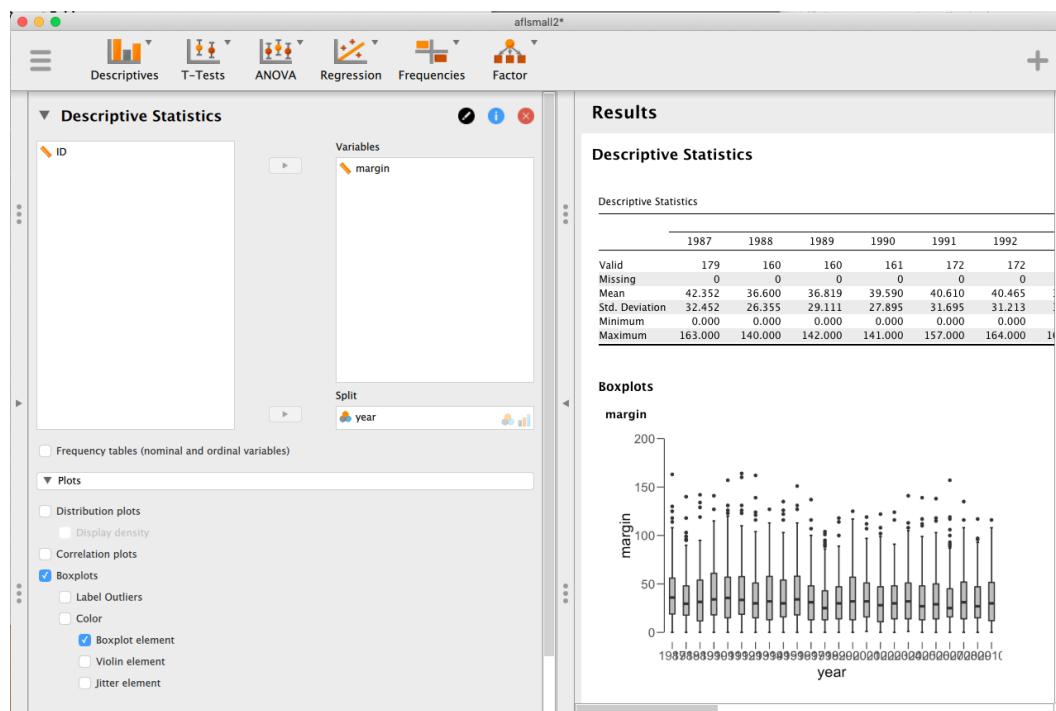 aflsmall2*
Descriptives T-Tests ANOVA Regression Frequencies Factor
Descriptive Statistics
ID
Variables
margin
Split
year
Frequency tables (nominal and ordinal variables)
Plots
Distribution plots
Display density
Correlation plots
Boxplots
Label Outliers
Color
Boxplot element
Violin element
Jitter element
Results
Descriptive Statistics
Descriptive Statistics
1987 1988 1989 1990 1991 1992
Valid 179 160 160 161 172 172
Missing 0 0 0 0 0 0
Mean 42.352 36.600 36.819 39.590 40.610 40.465
Std. Deviation 32.452 26.355 29.111 27.895 31.695 31.213
Minimum 0.000 0.000 0.000 0.000 0.000 0.000
Maximum 163.000 140.000 142.000 141.000 157.000 164.000
Boxplots
margin
200
150
100
50
0
margin
year